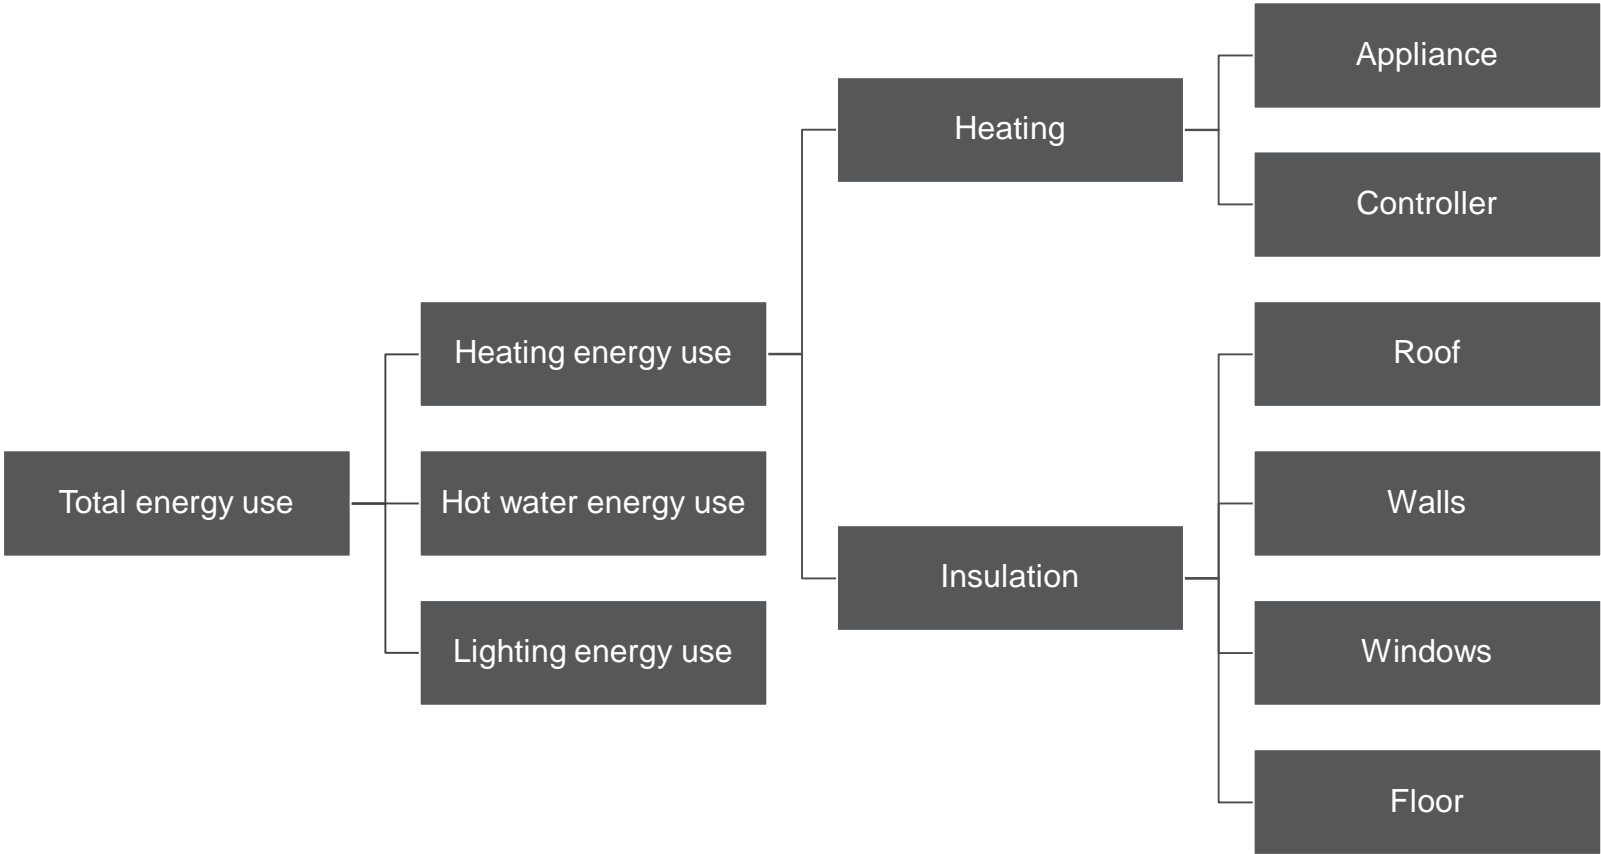 Appliance
Heating
Controller
Heating energy use
Roof
Total energy use
Hot water energy use
Walls
Insulation
Lighting energy use
Windows
Floor